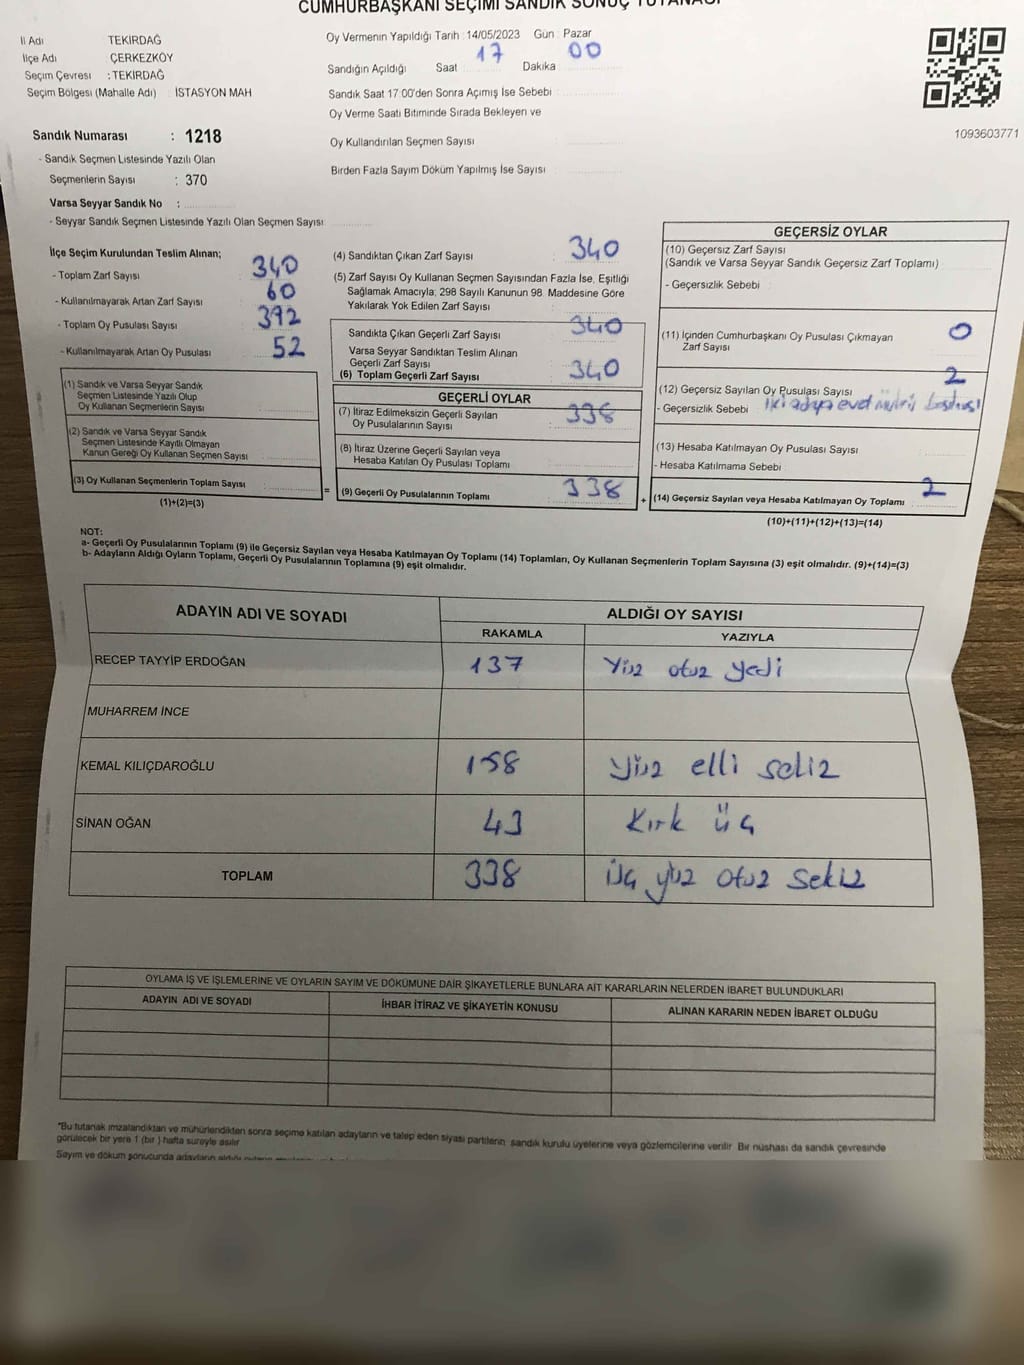 CUMHURBAŞKANI SEÇİMİ SANDIK SONUÇ TUTANAĞI
İl Adı TEKİRDAĞ
İlçe Adı ÇERKEZKÖY
Seçim Çevresi : TEKİRDAĞ
Seçim Bölgesi (Mahalle Adı) : İSTASYON MAH
Sandık Numarası : 1218
- Sandık Seçmen Listesinde Yazılı Olan
Seçmenlerin Sayısı : 370
Varsa Seyyar Sandık No :
- Seyyar Sandık Seçmen Listesinde Yazılı Olan Seçmen Sayısı
Oy Vermenin Yapıldığı Tarih : 14/05/2023 Gün : Pazar
Sandığın Açıldığı Saat 17 Dakika 00
Sandık Saat 17:00'den Sonra Açımış İse Sebebi
Oy Verme Saati Bitiminde Sırada Bekleyen ve
Oy Kullandırılan Seçmen Sayısı
Birden Fazla Sayım Döküm Yapılmış İse Sayısı
1093603771
İlçe Seçim Kurulundan Teslim Alınan;
- Toplam Zarf Sayısı 340
- Kullanılmayarak Artan Zarf Sayısı 60
- Toplam Oy Pusulası Sayısı 392
- Kullanılmayarak Artan Oy Pusulası 52
(1) Sandık ve Varsa Seyyar Sandık
Seçmen Listesinde Yazılı Olup
Oy Kullanan Seçmenlerin Sayısı
(2) Sandık ve Varsa Seyyar Sandık
Seçmen Listesinde Kayıtlı Olmayan
Kanun Gereği Oy Kullanan Seçmen Sayısı
(3) Oy Kullanan Seçmenlerin Toplam Sayısı
(1)+(2)=(3)
=
(4) Sandıktan Çıkan Zarf Sayısı 340
(5) Zarf Sayısı Oy Kullanan Seçmen Sayısından Fazla İse, Eşitliği
Sağlamak Amacıyla; 298 Sayılı Kanunun 98. Maddesine Göre
Yakılarak Yok Edilen Zarf Sayısı
Sandıkta Çıkan Geçerli Zarf Sayısı 340
Varsa Seyyar Sandıktan Teslim Alınan
Geçerli Zarf Sayısı
(6) Toplam Geçerli Zarf Sayısı 340
GEÇERLİ OYLAR
(7) İtiraz Edilmeksizin Geçerli Sayılan
Oy Pusulalarının Sayısı 338
(8) İtiraz Üzerine Geçerli Sayılan veya
Hesaba Katılan Oy Pusulası Toplamı
(9) Geçerli Oy Pusulalarının Toplamı 338
+
GEÇERSİZ OYLAR
(10) Geçersiz Zarf Sayısı
(Sandık ve Varsa Seyyar Sandık Geçersiz Zarf Toplamı)
- Geçersizlik Sebebi
(11) İçinden Cumhurbaşkanı Oy Pusulası Çıkmayan
Zarf Sayısı 0
(12) Geçersiz Sayılan Oy Pusulası Sayısı 2
- Geçersizlik Sebebi : iki adaya evet
(13) Hesaba Katılmayan Oy Pusulası Sayısı
- Hesaba Katılmama Sebebi
(14) Geçersiz Sayılan veya Hesaba Katılmayan Oy Toplamı 2
(10)+(11)+(12)+(13)=(14)
NOT:
a- Geçerli Oy Pusulalarının Toplamı (9) ile Geçersiz Sayılan veya Hesaba Katılmayan Oy Toplamı (14) Toplamları, Oy Kullanan Seçmenlerin Toplam Sayısına (3) eşit olmalıdır. (9)+(14)=(3)
b- Adayların Aldığı Oyların Toplamı, Geçerli Oy Pusulalarının Toplamına (9) eşit olmalıdır.
ADAYIN ADI VE SOYADI ALDIĞI OY SAYISI
RAKAMLA YAZIYLA
RECEP TAYYİP ERDOĞAN 137 Yüz otuz yedi
MUHARREM İNCE
KEMAL KILIÇDAROĞLU 158 yüz elli sekiz
SİNAN OĞAN 43 Kırk üç
TOPLAM 338 üç yüz otuz sekiz
OYLAMA İŞ VE İŞLEMLERİNE VE OYLARIN SAYIM VE DÖKÜMÜNE DAİR ŞİKAYETLERLE BUNLARA AİT KARARLARIN NELERDEN İBARET BULUNDUKLARI
ADAYIN ADI VE SOYADI İHBAR İTİRAZ VE ŞİKAYETİN KONUSU ALINAN KARARIN NEDEN İBARET OLDUĞU
*Bu tutanak imzalandıktan ve mühürlendikten sonra seçime katılan adayların ve talep eden siyasi partilerin sandık kurulu üyelerine veya gözlemcilerine verilir. Bir nüshası da sandık çevresinde
görülecek bir yere 1 (bir ) hafta süreyle asılır
Sayım ve döküm sonucunda adayların aldığı